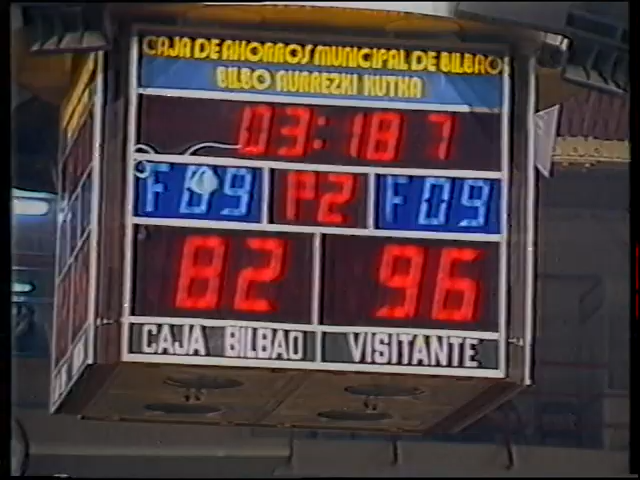 CAJA DE AHORROS MUNICIPAL DE BILBAO
BILBO AURREZKI KUTXA
03:18 7
F 09 P2 F 09
82 96
CAJA BILBAO VISITANTE